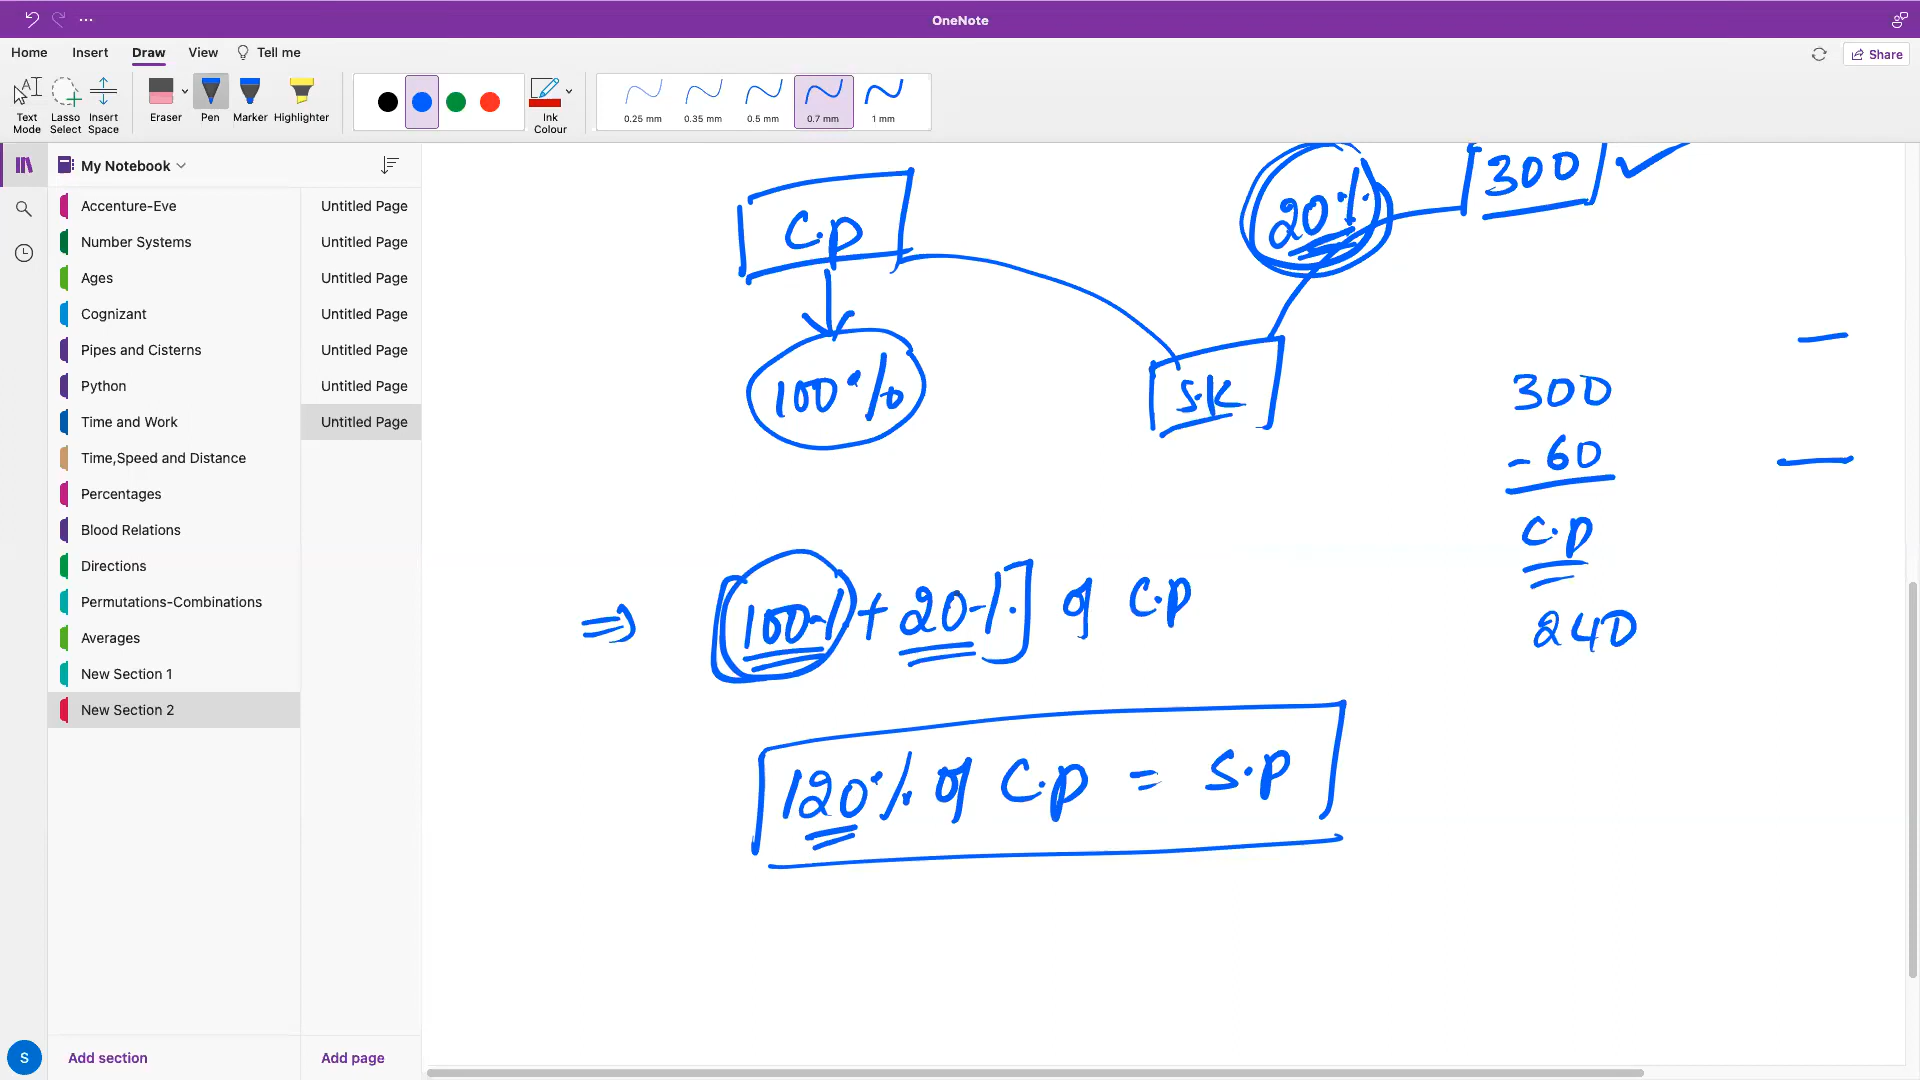 OneNote
Home Insert Draw View Tell me
Share
Text Mode
Lasso Select
Insert Space
Eraser
Pen
Marker
Highlighter
Ink Colour
0.25 mm
0.35 mm
0.5 mm
0.7 mm
1 mm
My Notebook
Accenture-Eve
Number Systems
Ages
Cognizant
Pipes and Cisterns
Python
Time and Work
Time,Speed and Distance
Percentages
Blood Relations
Directions
Permutations-Combinations
Averages
New Section 1
New Section 2
Untitled Page
Untitled Page
Untitled Page
Untitled Page
Untitled Page
Untitled Page
Untitled Page
S
Add section
Add page
C.p
20%
300
100%
S.K
300
- 60
C.p
240
⇒ [100% + 20%] of C.p
120% of C.p = S.p